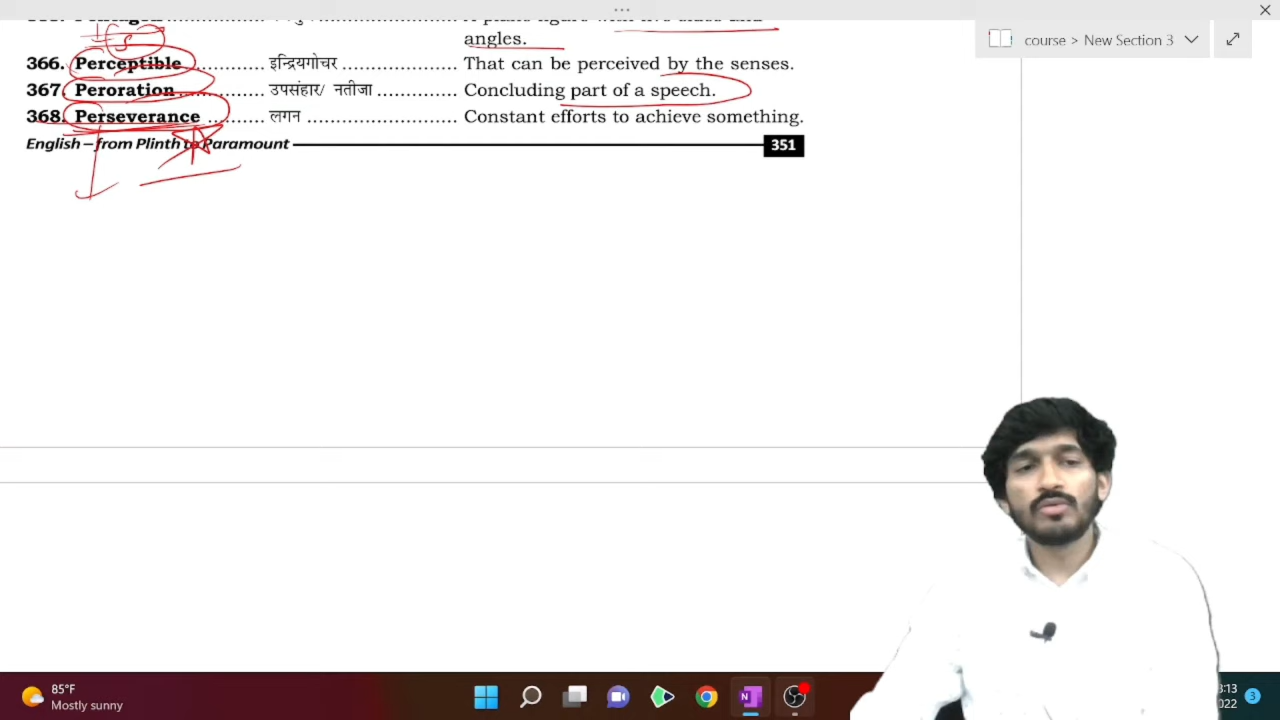 course > New Section 3
angles.
366. Perceptible ............ इन्द्रियगोचर ..................... That can be perceived by the senses.
367. Peroration ............... उपसंहार/ नतीजा .............. Concluding part of a speech.
368. Perseverance .......... लगन ........................... Constant efforts to achieve something.
English – from Plinth to Paramount 351
85°F
Mostly sunny
3